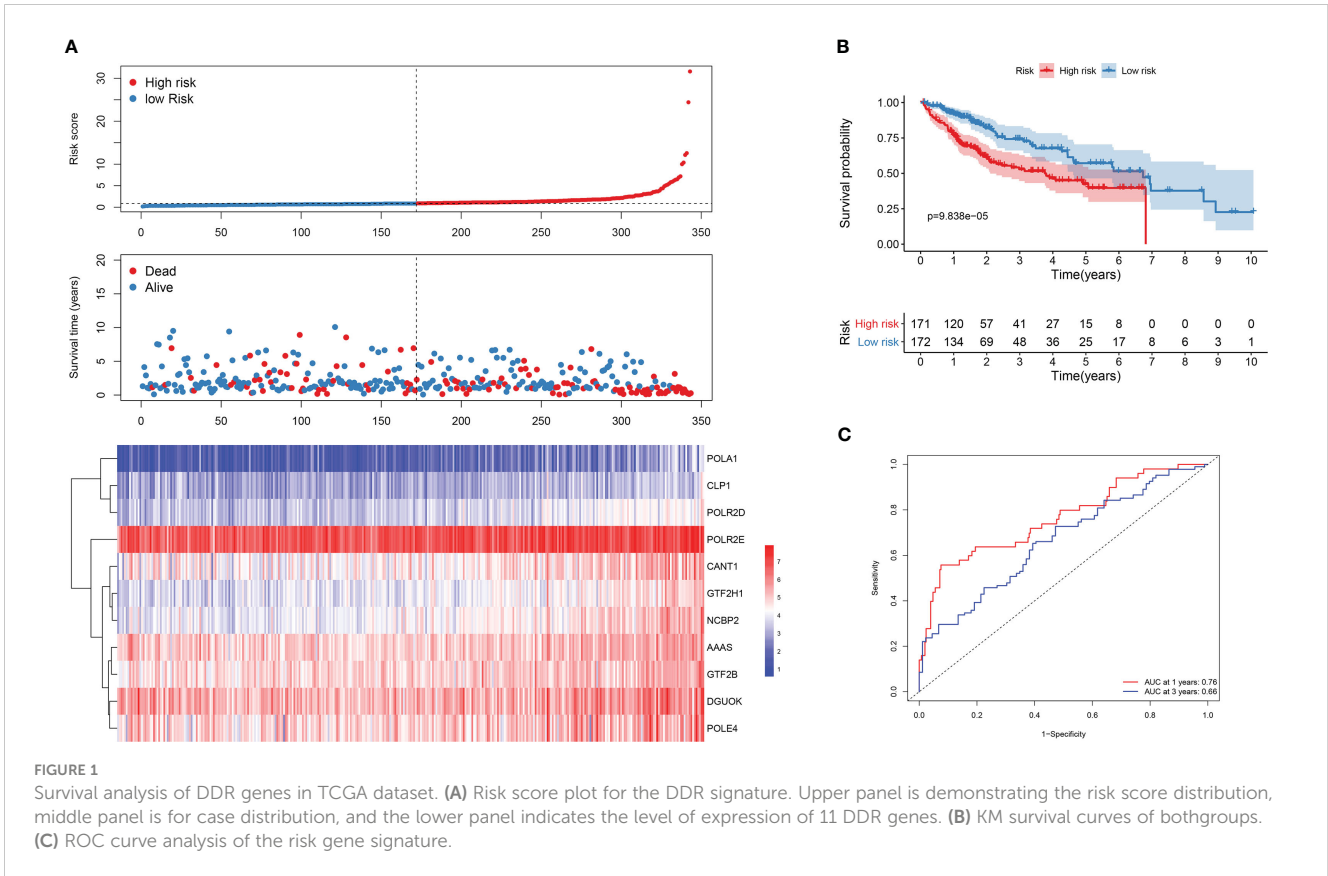 A
High risk
low Risk
Risk score
0 5 10 20 30
0 50 100 150 200 250 300 350
Dead
Alive
Survival time (years)
0 5 10 15 20
0 50 100 150 200 250 300 350
POLA1
CLP1
POLR2D
POLR2E
CANT1
GTF2H1
NCBP2
AAAS
GTF2B
DGUOK
POLE4
7
6
5
4
3
2
1
B
Risk High risk Low risk
Survival probability
1.00
0.75
0.50
0.25
0.00
p=9.838e−05
0 1 2 3 4 5 6 7 8 9 10
Time(years)
Risk
High risk 171 120 57 41 27 15 8 0 0 0 0
Low risk 172 134 69 48 36 25 17 8 6 3 1
0 1 2 3 4 5 6 7 8 9 10
Time(years)
C
Sensitivity
0.0 0.2 0.4 0.6 0.8 1.0
AUC at 1 years: 0.76
AUC at 3 years: 0.66
0.0 0.2 0.4 0.6 0.8 1.0
1−Specificity
FIGURE 1
Survival analysis of DDR genes in TCGA dataset. (A) Risk score plot for the DDR signature. Upper panel is demonstrating the risk score distribution,
middle panel is for case distribution, and the lower panel indicates the level of expression of 11 DDR genes. (B) KM survival curves of bothgroups.
(C) ROC curve analysis of the risk gene signature.